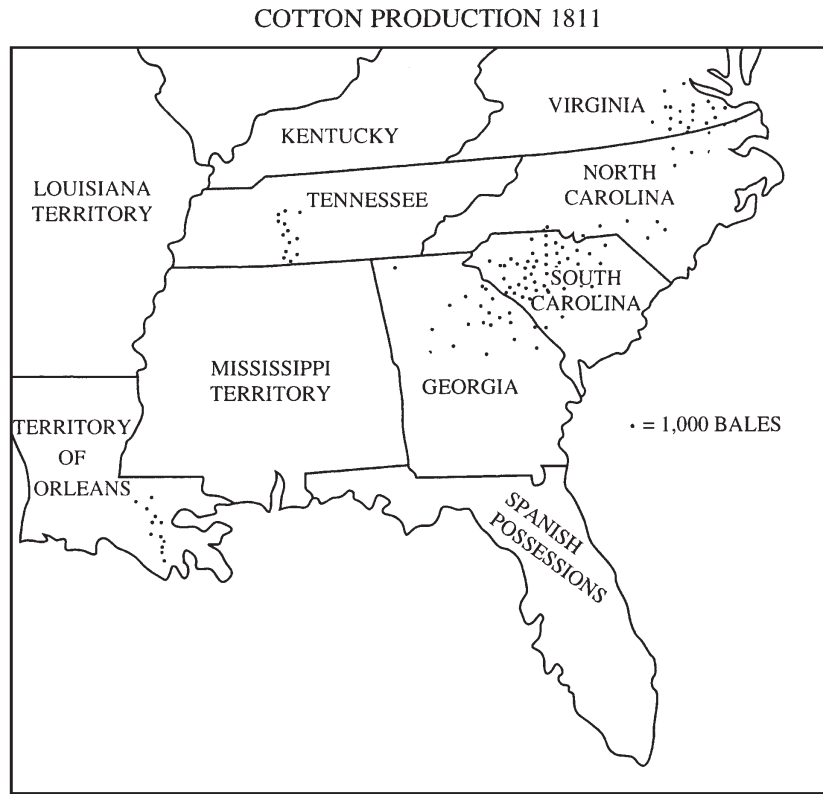 COTTON PRODUCTION 1811
VIRGINIA
KENTUCKY
NORTH
CAROLINA
LOUISIANA
TERRITORY
TENNESSEE
SOUTH
CAROLINA
MISSISSIPPI
TERRITORY
GEORGIA
• = 1,000 BALES
TERRITORY
OF
ORLEANS
SPANISH
POSSESSIONS